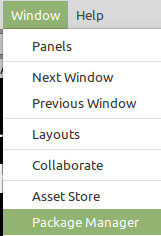 Window Help
Panels
Next Window
Previous Window
Layouts
Collaborate
Asset Store
Package Manager